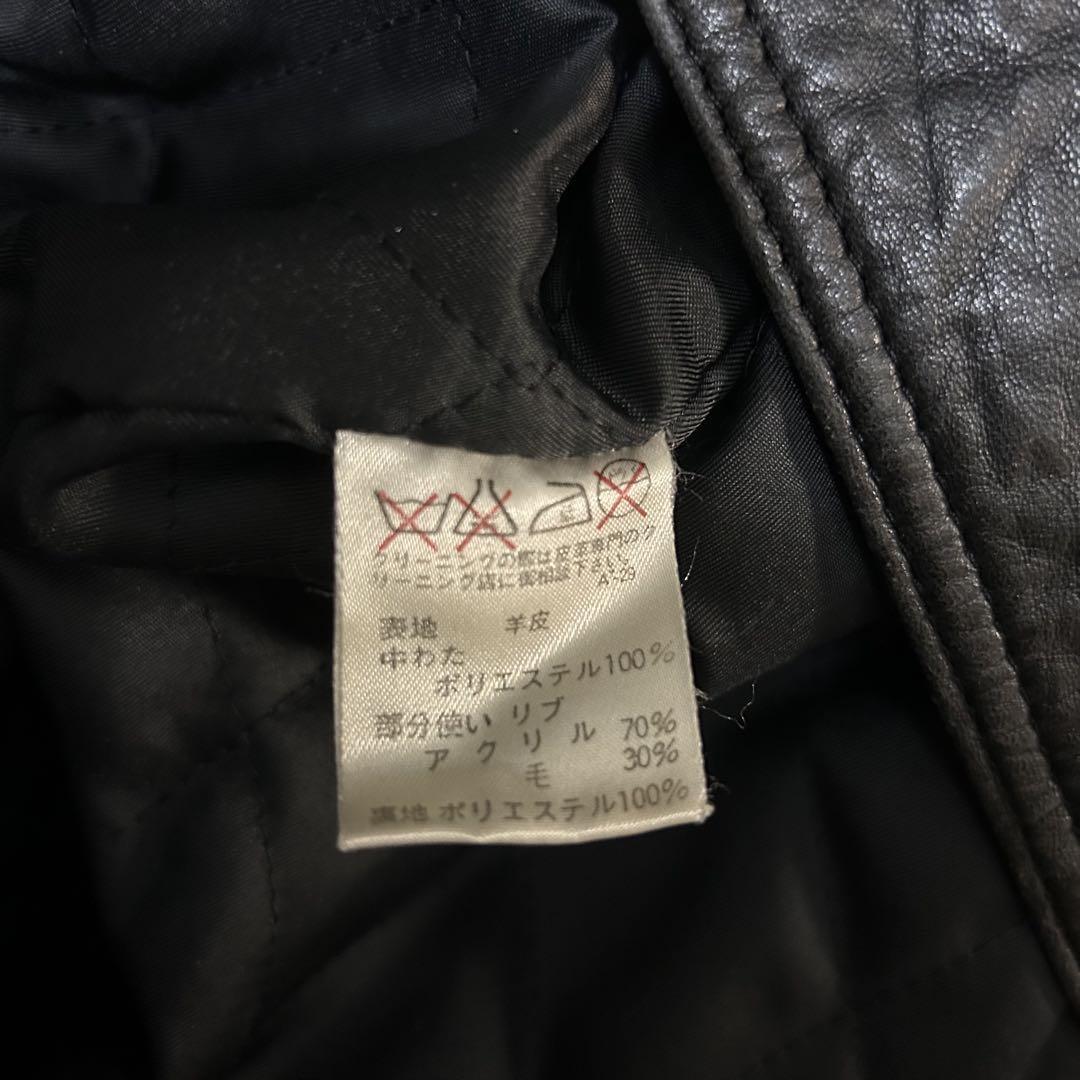 クリーニングの際は皮革専門のク
リーニング店に御相談下さい。
A-29
表地 羊皮
中わた
ポリエステル100%
部分使い リブ
アクリル 70%
毛 30%
裏地 ポリエステル100%